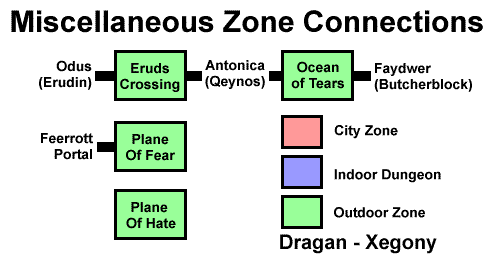 Miscellaneous Zone Connections
Odus
(Erudin)
Eruds
Crossing
Antonica
(Qeynos)
Ocean
of Tears
Faydwer
(Butcherblock)
Feerrott
Portal
Plane
Of Fear
City Zone
Indoor Dungeon
Plane
Of Hate
Outdoor Zone
Dragan - Xegony